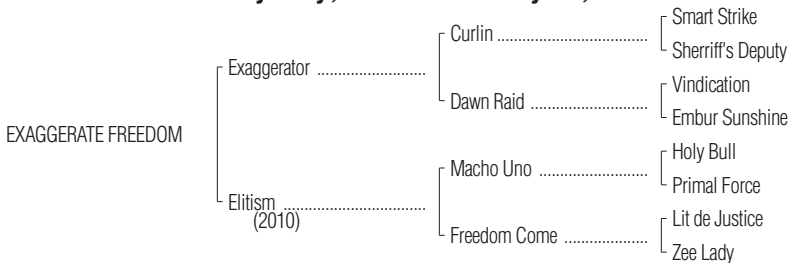 Smart Strike
Curlin
Sherriff's Deputy
Exaggerator
Vindication
Dawn Raid
Embur Sunshine
EXAGGERATE FREEDOM
Holy Bull
Macho Uno
Primal Force
Elitism
(2010)
Lit de Justice
Freedom Come
Zee Lady